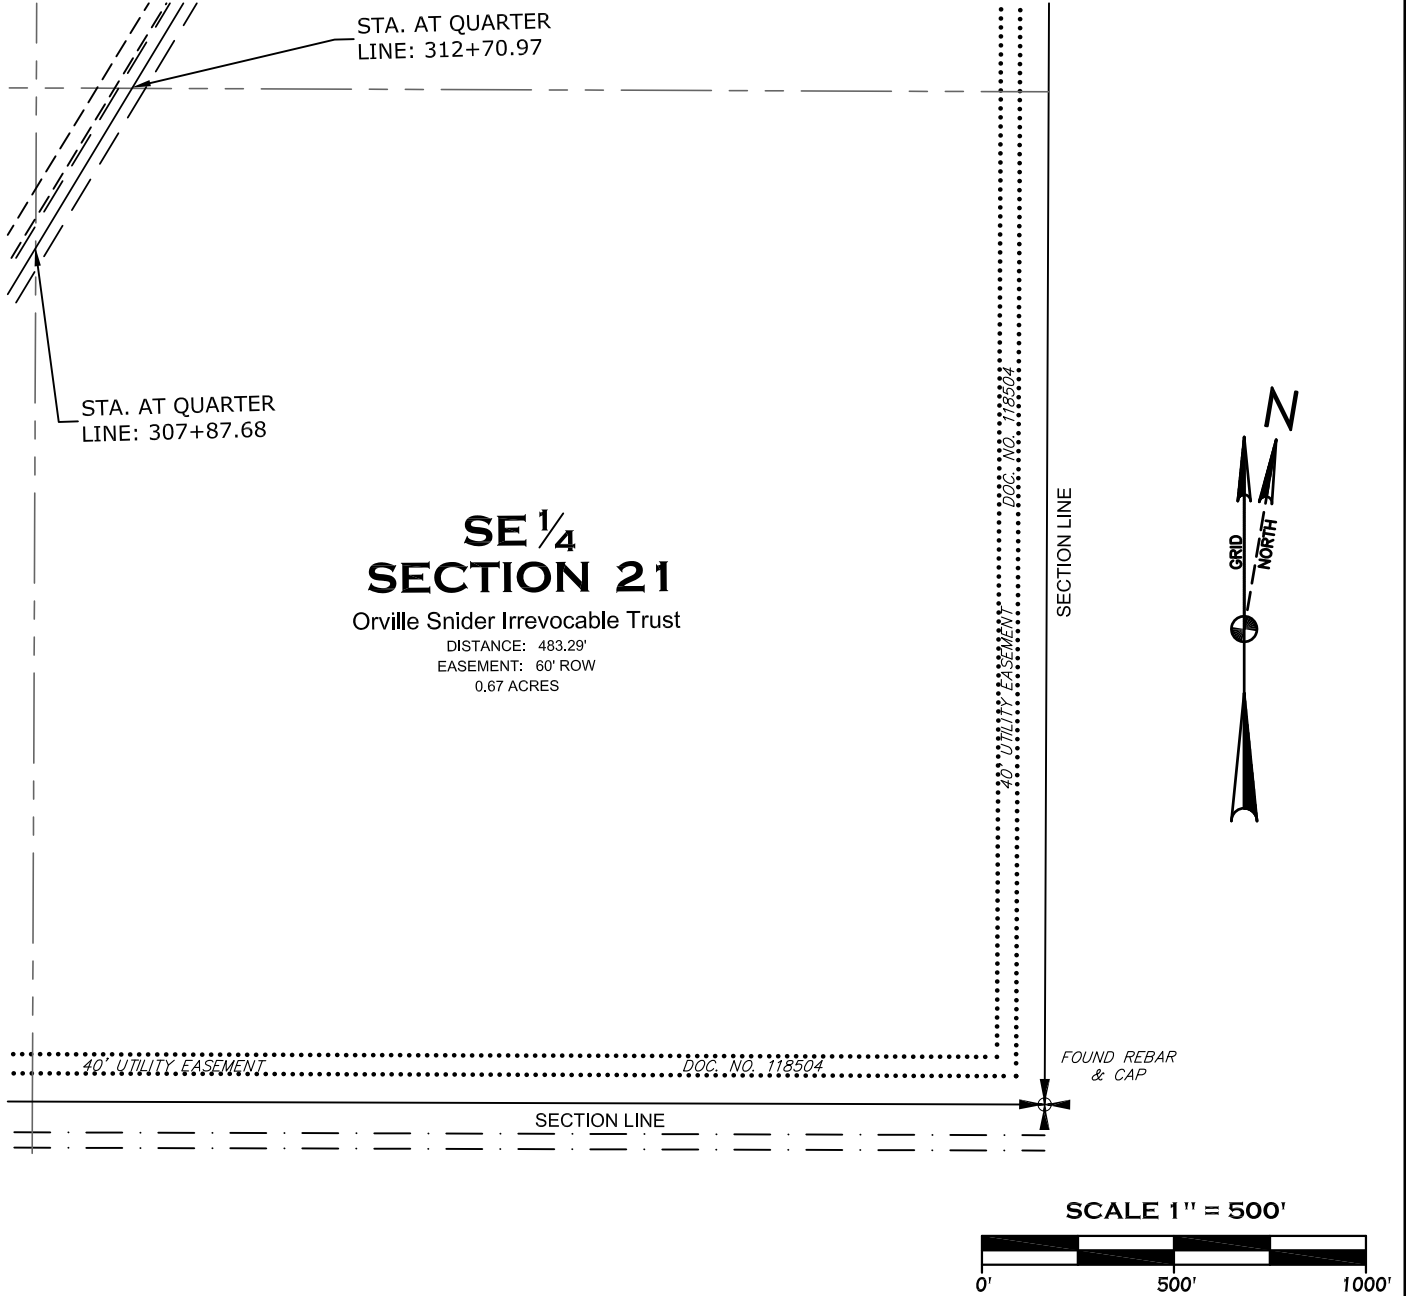 STA. AT QUARTER
LINE: 312+70.97
STA. AT QUARTER
LINE: 307+87.68
SE 1/4
SECTION 21
Orville Snider Irrevocable Trust
DISTANCE: 483.29'
EASEMENT: 60' ROW
0.67 ACRES
DOC. NO. 118504
40' UTILITY EASEMENT
SECTION LINE
N
GRID
NORTH
40' UTILITY EASEMENT
DOC. NO. 118504
FOUND REBAR
& CAP
SECTION LINE
SCALE 1" = 500'
0' 500' 1000'